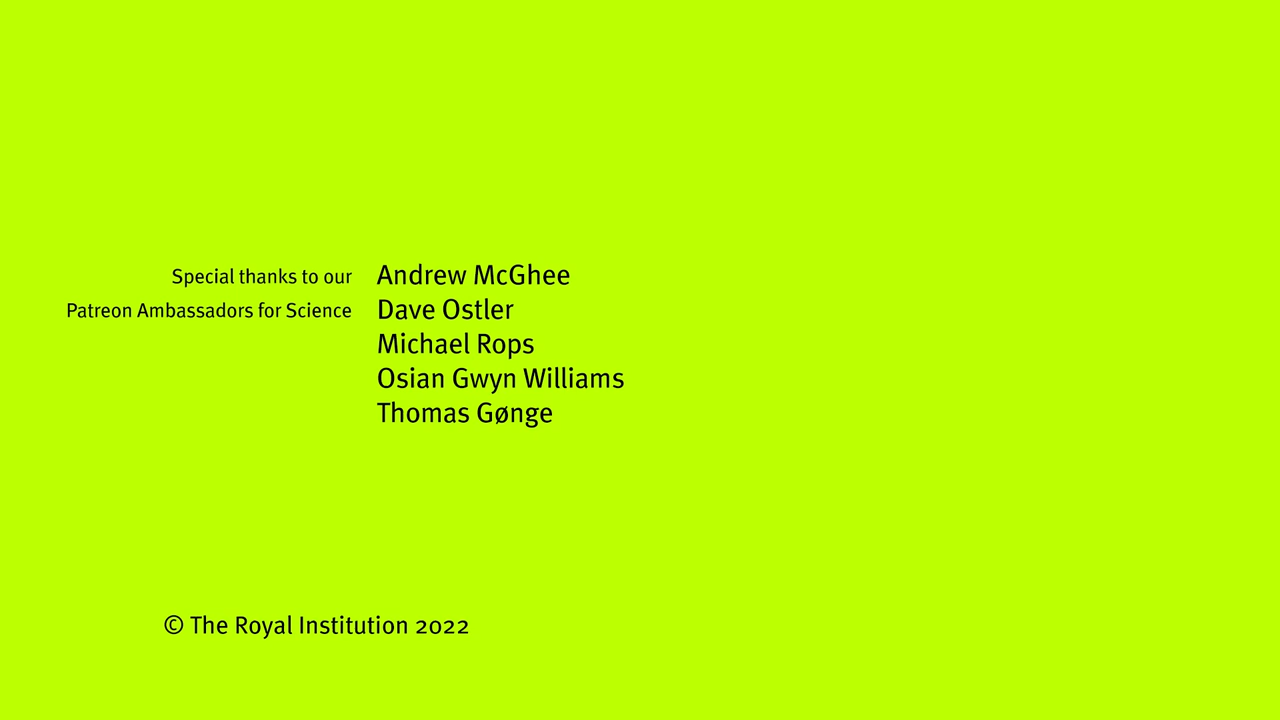 Special thanks to our
Patreon Ambassadors for Science
Andrew McGhee
Dave Ostler
Michael Rops
Osian Gwyn Williams
Thomas Gønge
© The Royal Institution 2022